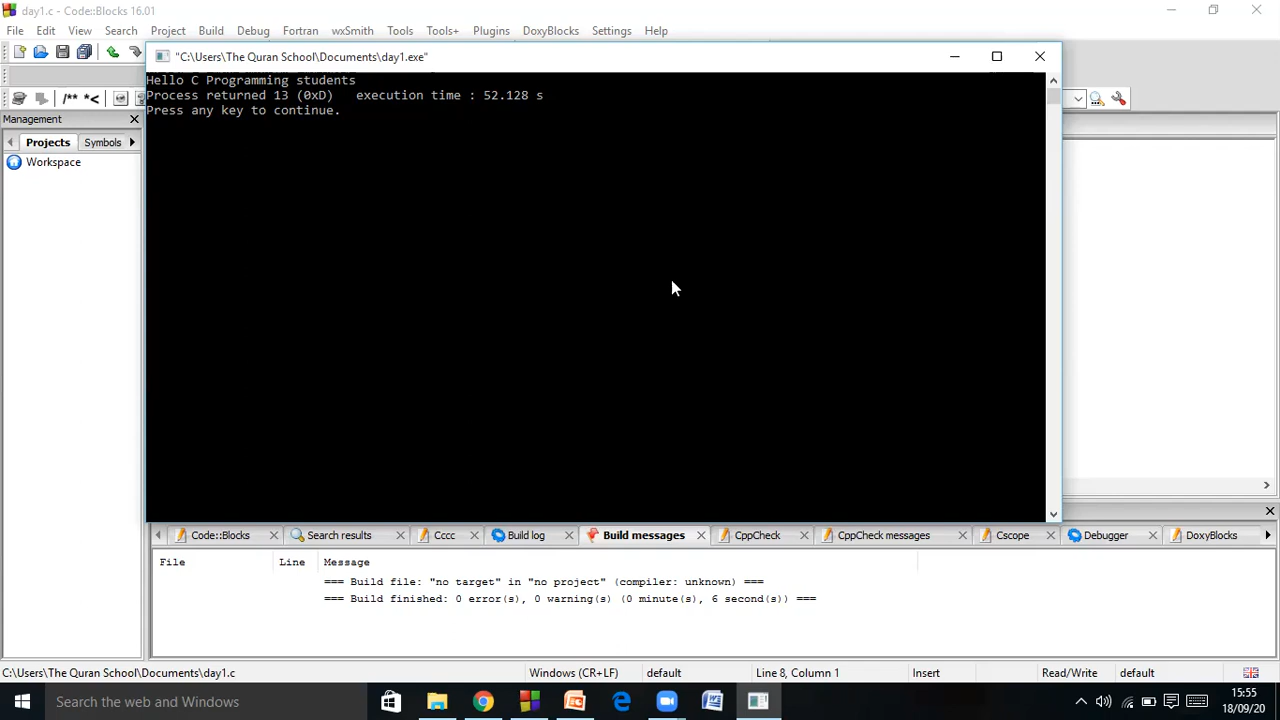 day1.c - Code::Blocks 16.01
File Edit View Search Project Build Debug Fortran wxSmith Tools Tools+ Plugins DoxyBlocks Settings Help
"C:\Users\The Quran School\Documents\day1.exe"
Hello C Programming students
Process returned 13 (0xD)   execution time : 52.128 s
Press any key to continue.
/** *<
Management
Projects Symbols
Workspace
Code::Blocks Search results Cccc Build log Build messages CppCheck CppCheck messages Cscope Debugger DoxyBlocks
File Line Message
=== Build file: "no target" in "no project" (compiler: unknown) ===
=== Build finished: 0 error(s), 0 warning(s) (0 minute(s), 6 second(s)) ===
C:\Users\The Quran School\Documents\day1.c Windows (CR+LF) default Line 8, Column 1 Insert Read/Write default
Search the web and Windows
15:55
18/09/20